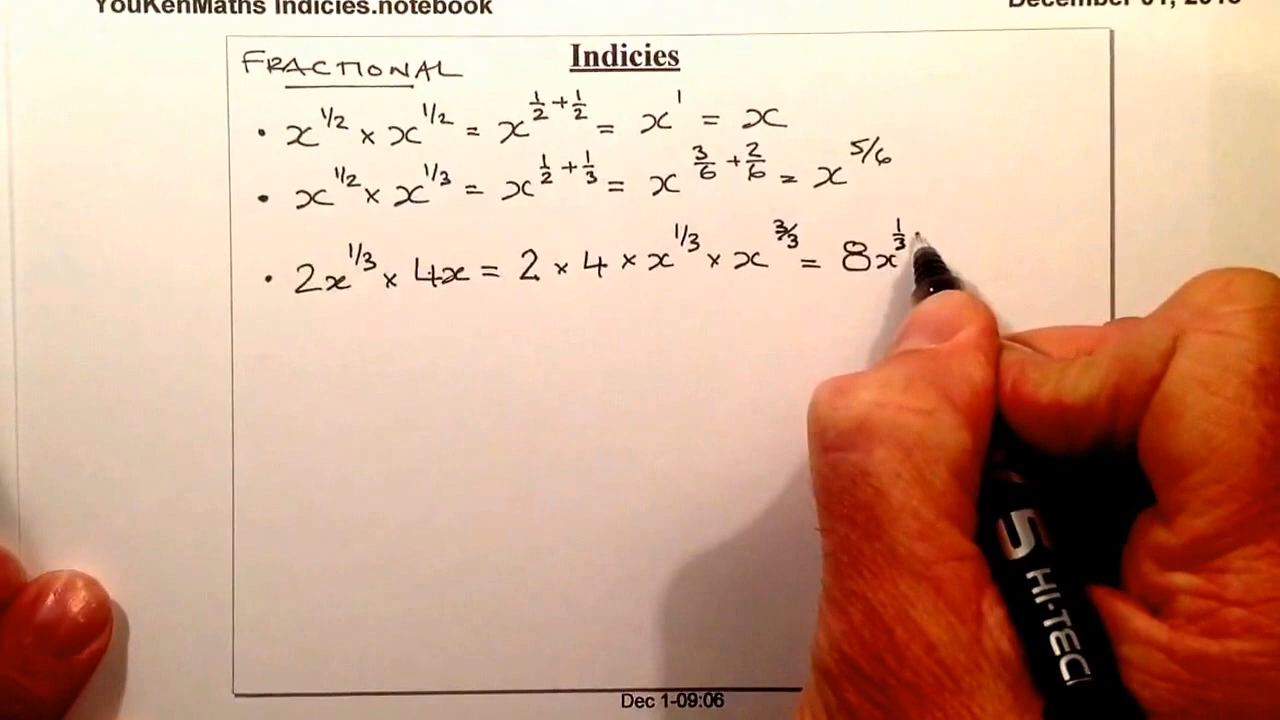 YouKenMaths Indicies.notebook
Indicies
FRACTIONAL
• x^1/2 × x^1/2 = x^(1/2 + 1/2) = x^1 = x
• x^1/2 × x^1/3 = x^(1/2 + 1/3) = x^(3/6 + 2/6) = x^5/6
• 2x^1/3 × 4x = 2 × 4 × x^1/3 × x^3/3 = 8x^1/3
5 HI-TEC
Dec 1-09:06